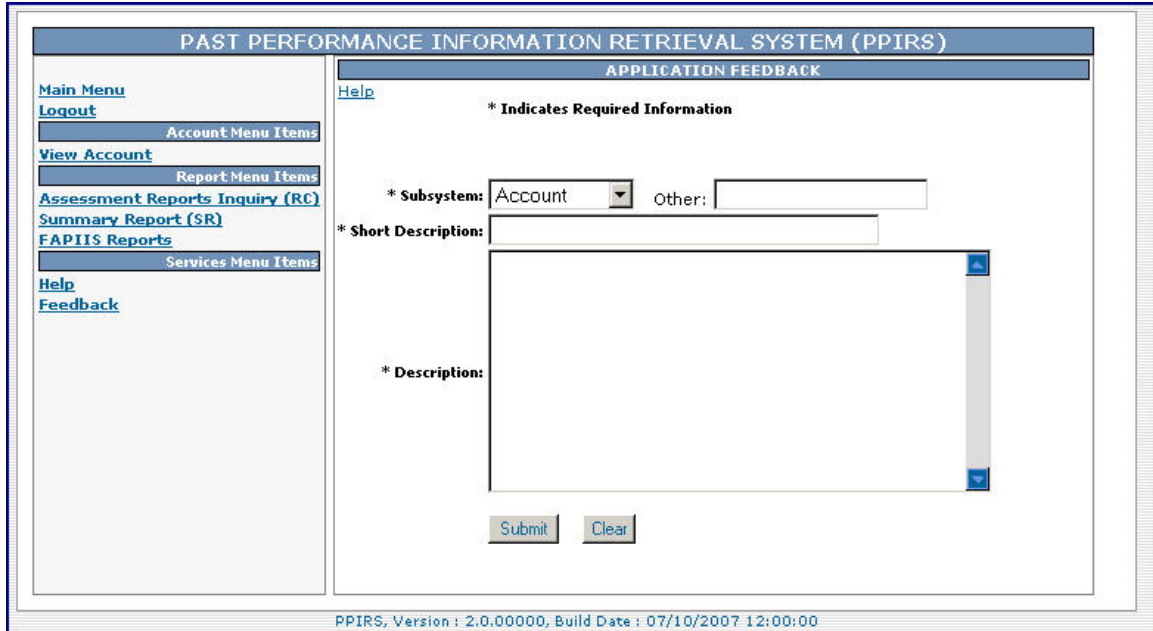 PAST PERFORMANCE INFORMATION RETRIEVAL SYSTEM (PPIRS)
Main Menu
Logout
Account Menu Items
View Account
Report Menu Items
Assessment Reports Inquiry (RC)
Summary Report (SR)
FAPIIS Reports
Services Menu Items
Help
Feedback
APPLICATION FEEDBACK
Help
* Indicates Required Information
* Subsystem: Account Other:
* Short Description:
* Description:
Submit Clear
PPIRS, Version : 2.0.00000, Build Date : 07/10/2007 12:00:00